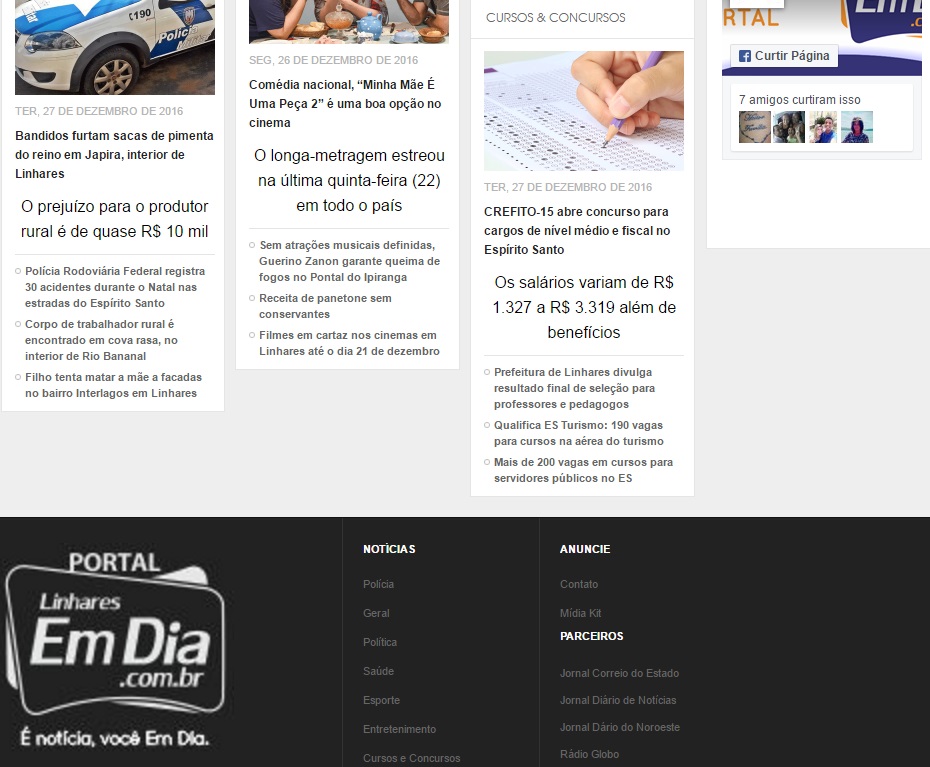 190
Polícia
TER, 27 DE DEZEMBRO DE 2016
Bandidos furtam sacas de pimenta
do reino em Japira, interior de
Linhares
O prejuízo para o produtor
rural é de quase R$ 10 mil
Polícia Rodoviária Federal registra
30 acidentes durante o Natal nas
estradas do Espírito Santo
Corpo de trabalhador rural é
encontrado em cova rasa, no
interior de Rio Bananal
Filho tenta matar a mãe a facadas
no bairro Interlagos em Linhares
SEG, 26 DE DEZEMBRO DE 2016
Comédia nacional, “Minha Mãe É
Uma Peça 2” é uma boa opção no
cinema
O longa-metragem estreou
na última quinta-feira (22)
em todo o país
Sem atrações musicais definidas,
Guerino Zanon garante queima de
fogos no Pontal do Ipiranga
Receita de panetone sem
conservantes
Filmes em cartaz nos cinemas em
Linhares até o dia 21 de dezembro
CURSOS & CONCURSOS
TER, 27 DE DEZEMBRO DE 2016
CREFITO-15 abre concurso para
cargos de nível médio e fiscal no
Espírito Santo
Os salários variam de R$
1.327 a R$ 3.319 além de
benefícios
Prefeitura de Linhares divulga
resultado final de seleção para
professores e pedagogos
Qualifica ES Turismo: 190 vagas
para cursos na aérea do turismo
Mais de 200 vagas em cursos para
servidores públicos no ES
RTAL
Em
Curtir Página
7 amigos curtiram isso
PORTAL
Linhares
Em Dia
.com.br
É notícia, você Em Dia.
NOTÌCIAS
Polícia
Geral
Política
Saúde
Esporte
Entretenimento
Cursos e Concursos
ANUNCIE
Contato
Mídia Kit
PARCEIROS
Jornal Correio do Estado
Jornal Diário de Notícias
Jornal Dário do Noroeste
Rádio Globo